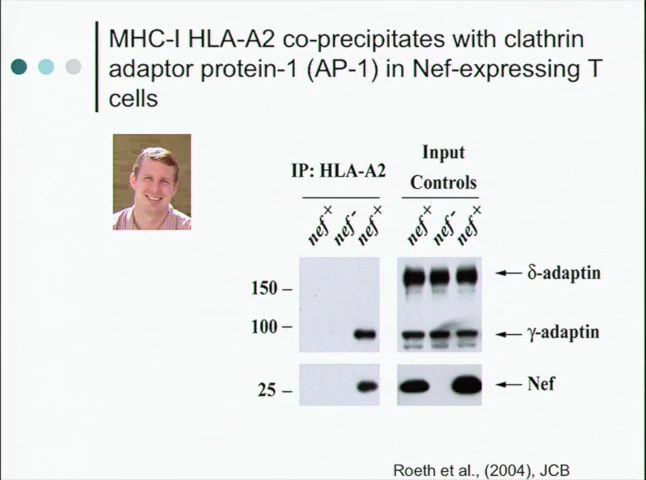 MHC-I HLA-A2 co-precipitates with clathrin
adaptor protein-1 (AP-1) in Nef-expressing T
cells
IP: HLA-A2
Input
Controls
nef+ nef- nef+
nef+ nef- nef+
150
δ-adaptin
100
γ-adaptin
25
Nef
Roeth et al., (2004), JCB